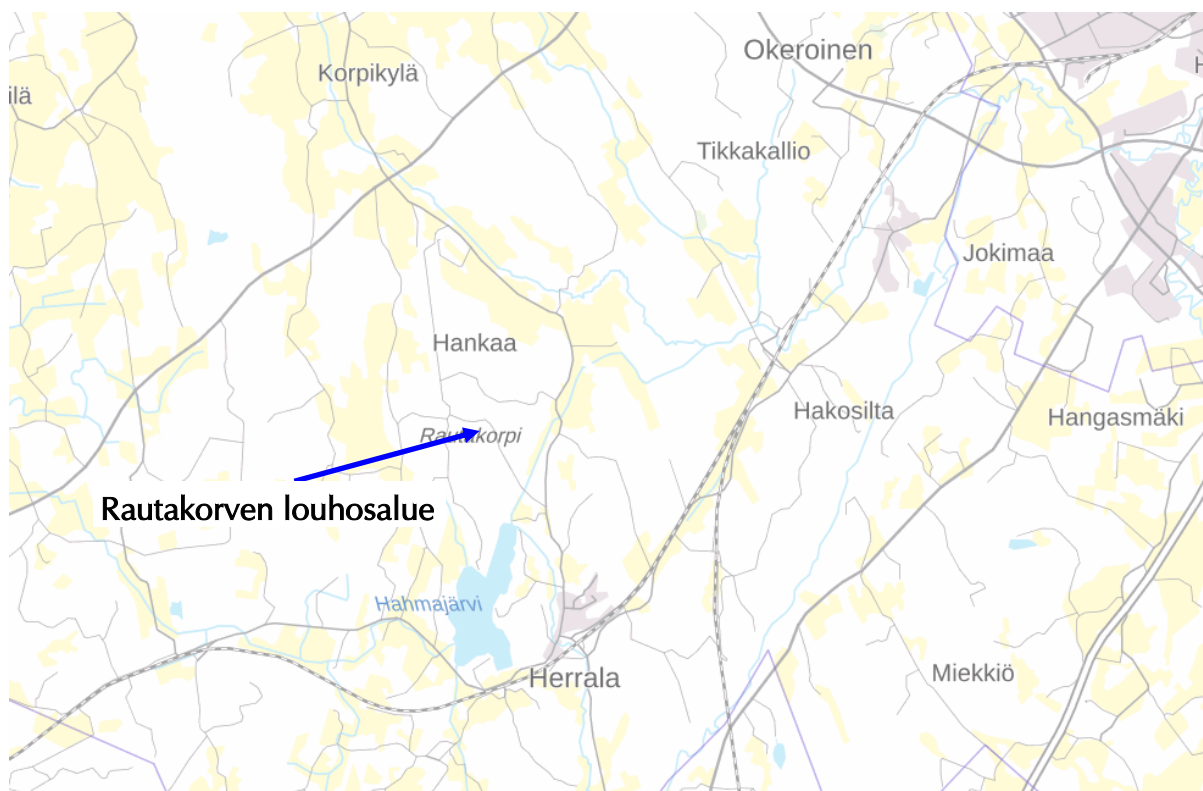 Okeroinen
Korpikylä
ilä
Tikkakallio
Jokimaa
Hankaa
Hakosilta
Hangasmäki
Rautakorpi
Rautakorven louhosalue
Hahmajärvi
Miekkiö
Herrala